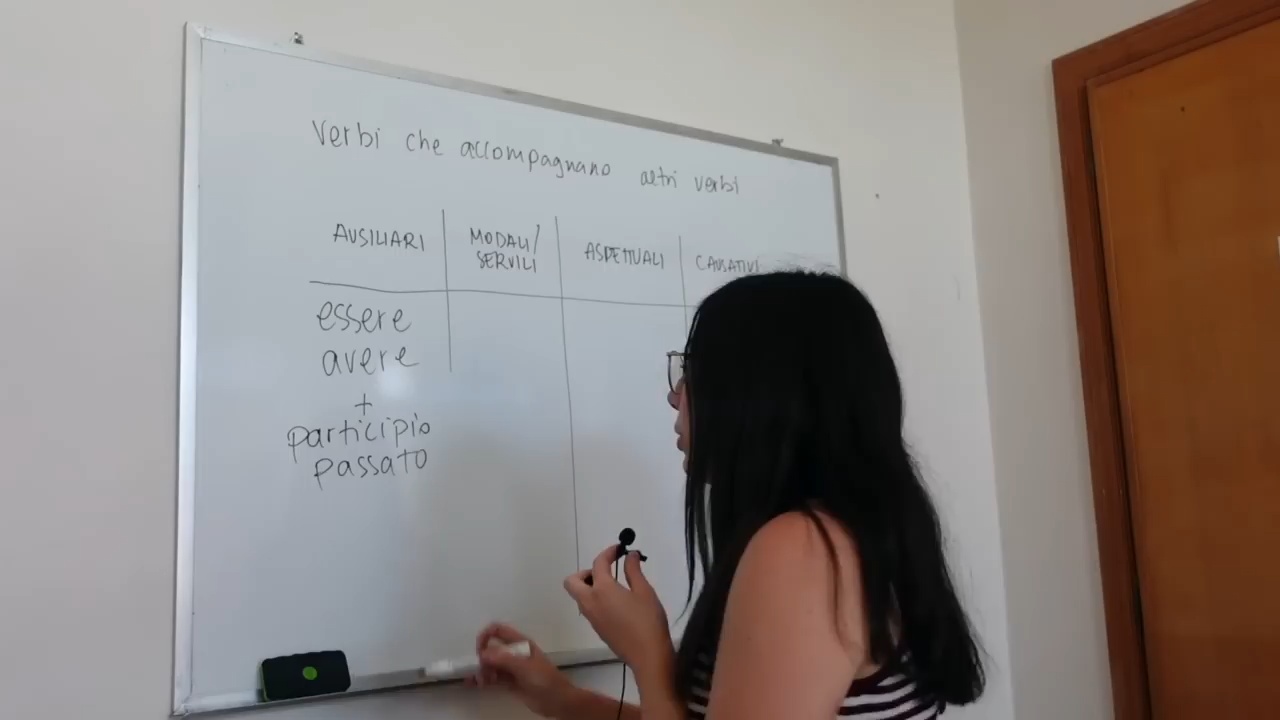 verbi che accompagnano altri verbi
AUSILIARI
MODALI/
SERVILI
ASPETTUALI
CAUSATIVI
essere
avere
+
participio
passato